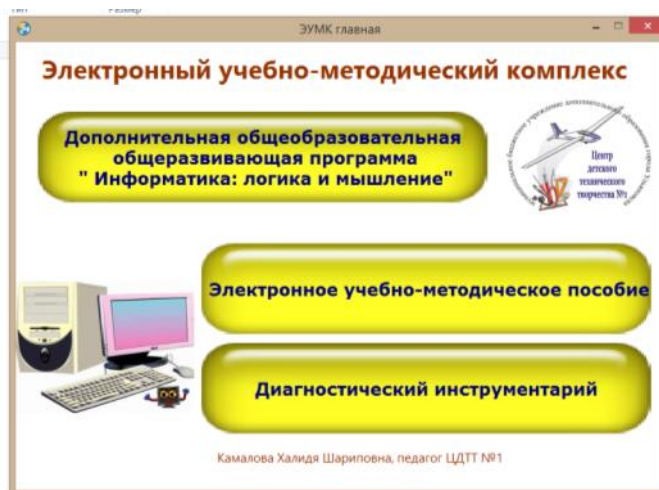 Размер
ЭУМК главная
Электронный учебно-методический комплекс
Дополнительная общеобразовательная
общеразвивающая программа
" Информатика: логика и мышление"
Центр
детского
технического
творчества №1
Электронное учебно-методическое пособие
Диагностический инструментарий
Камалова Халидя Шариповна, педагог ЦДТТ №1